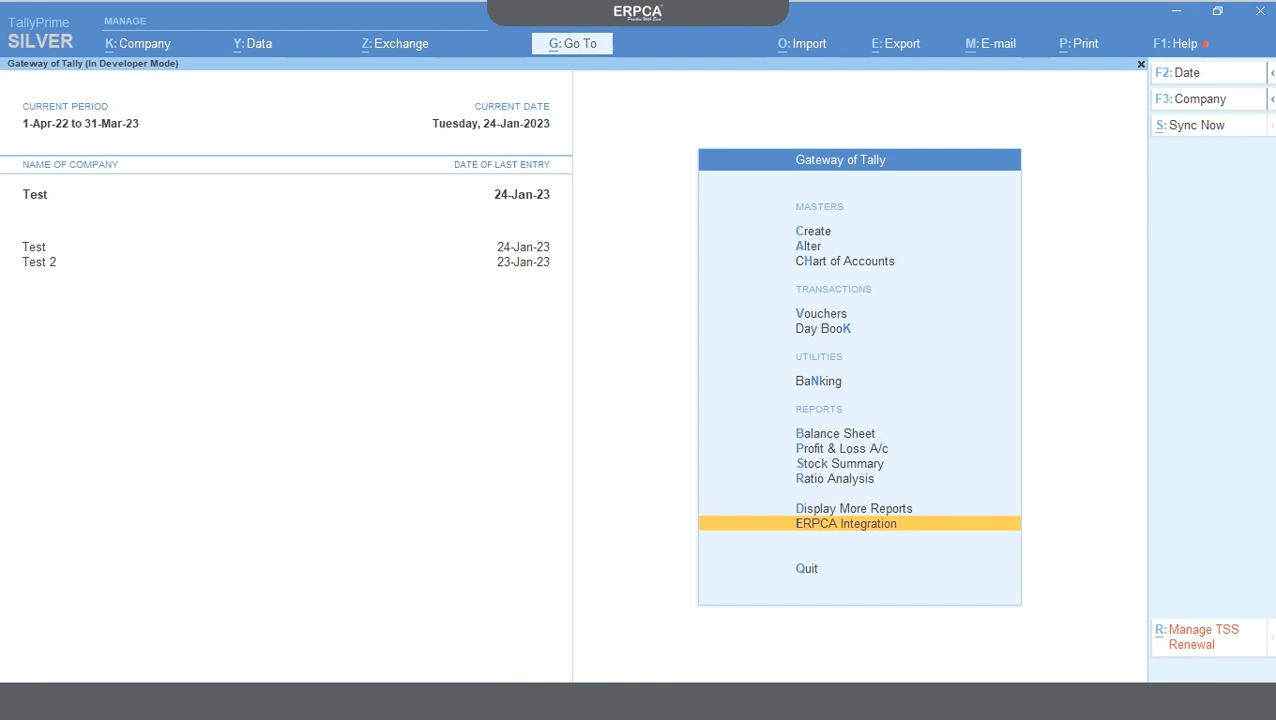 ERPCA
TallyPrime
SILVER
MANAGE
K: Company
Y: Data
Z: Exchange
G: Go To
O: Import
E: Export
M: E-mail
P: Print
F1: Help
Gateway of Tally (In Developer Mode)
x
F2: Date
F3: Company
S: Sync Now
CURRENT PERIOD
CURRENT DATE
1-Apr-22 to 31-Mar-23
Tuesday, 24-Jan-2023
NAME OF COMPANY
DATE OF LAST ENTRY
Test
24-Jan-23
Test
24-Jan-23
Test 2
23-Jan-23
Gateway of Tally
MASTERS
Create
Alter
CHart of Accounts
TRANSACTIONS
Vouchers
Day BooK
UTILITIES
BaNking
REPORTS
Balance Sheet
Profit & Loss A/c
Stock Summary
Ratio Analysis
Display More Reports
ERPCA Integration
Quit
R: Manage TSS
Renewal